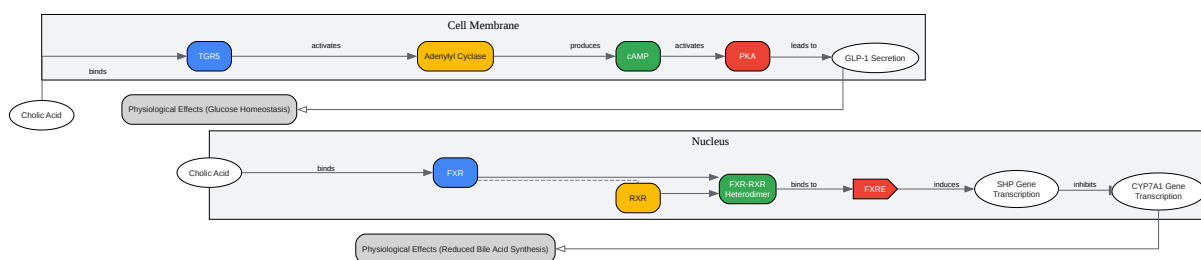 Cell Membrane
activates
produces
activates
leads to
TGR5
Adenylyl Cyclase
cAMP
PKA
GLP-1 Secretion
binds
Physiological Effects (Glucose Homeostasis)
Cholic Acid
Nucleus
Cholic Acid
binds
FXR
RXR
FXR-RXR
Heterodimer
binds to
FXRE
induces
SHP Gene
Transcription
inhibits
CYP7A1 Gene
Transcription
Physiological Effects (Reduced Bile Acid Synthesis)